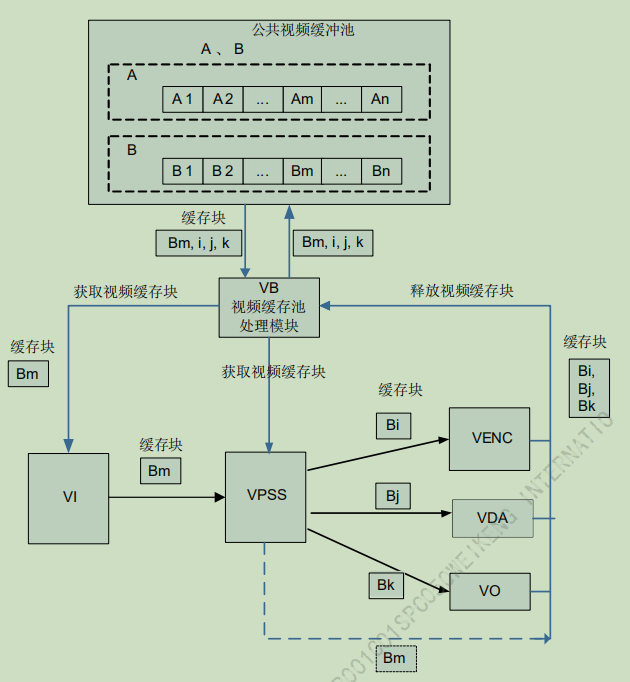 公共视频缓冲池
A 、 B
A
A 1 A 2 ... Am ... An
B
B 1 B 2 ... Bm ... Bn
缓存块
Bm, i, j, k
Bm, i, j, k
VB
视频缓存池
处理模块
获取视频缓存块
释放视频缓存块
缓存块
Bm
缓存块
Bi,
Bj,
Bk
获取视频缓存块
缓存块
Bi
VENC
缓存块
Bm
VI
VPSS
Bj
VDA
Bk
VO
Bm